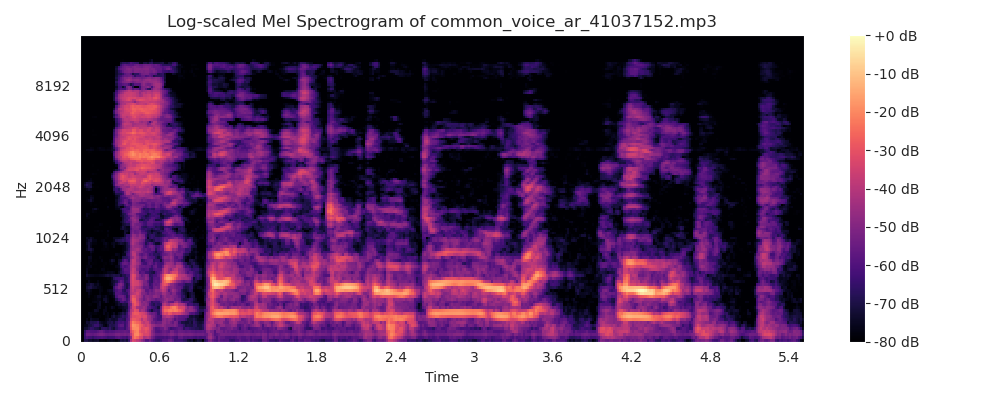 Log-scaled Mel Spectrogram of common_voice_ar_41037152.mp3
Hz
8192
4096
2048
1024
512
0
0 0.6 1.2 1.8 2.4 3 3.6 4.2 4.8 5.4
Time
+0 dB
-10 dB
-20 dB
-30 dB
-40 dB
-50 dB
-60 dB
-70 dB
-80 dB